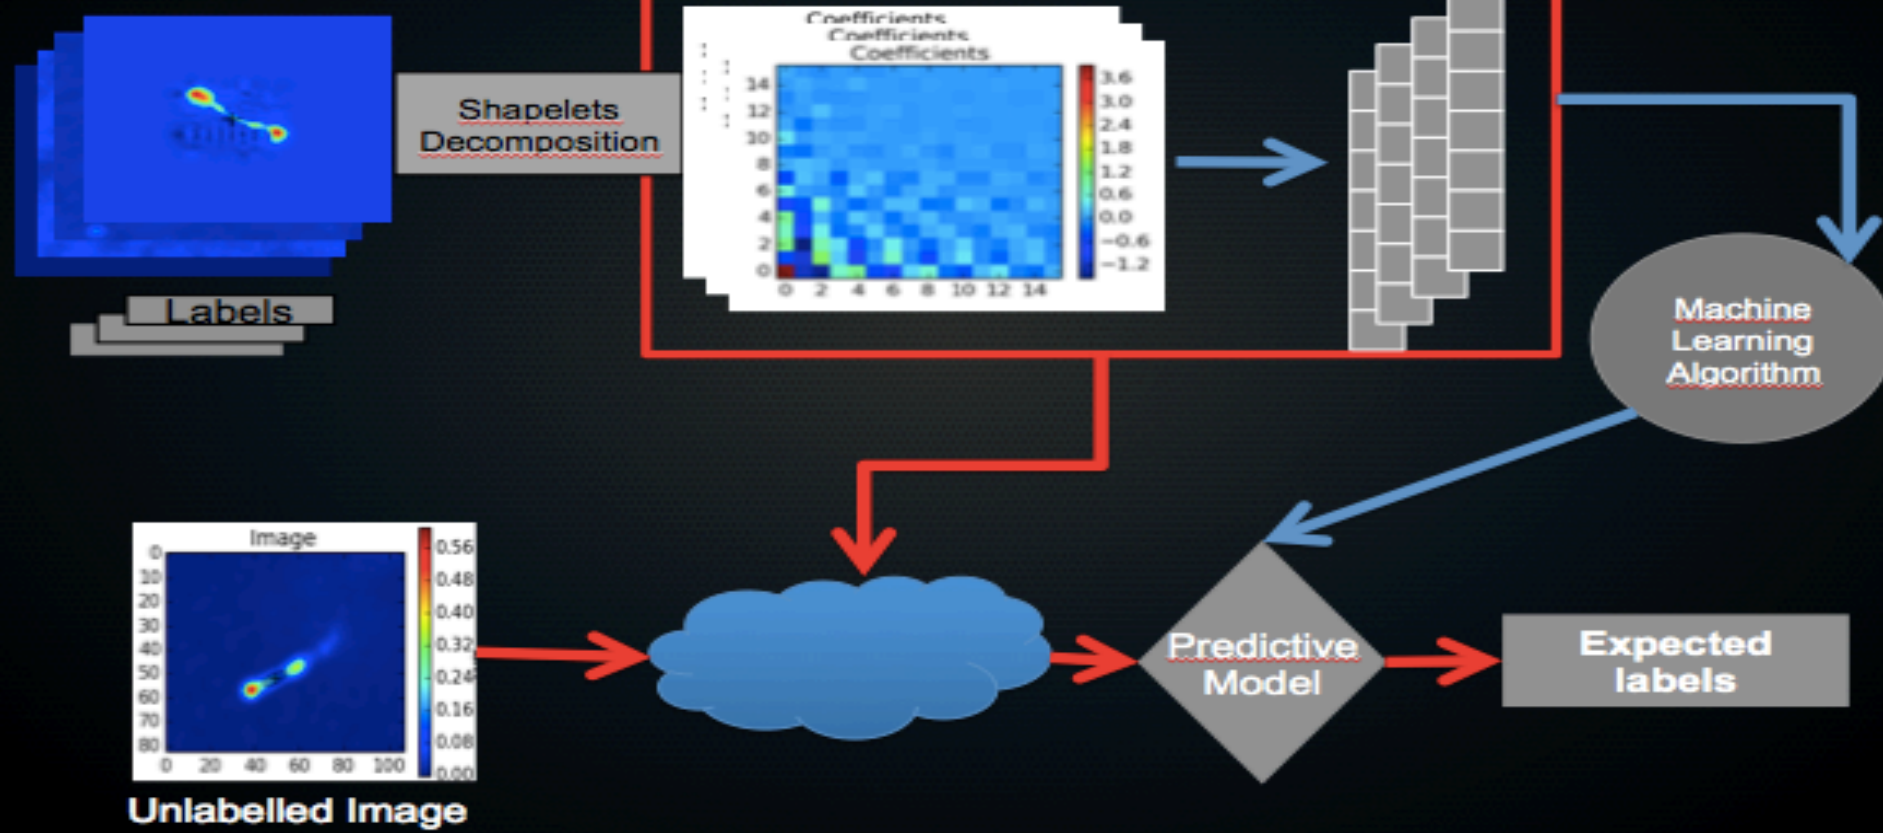 Coefficients
Coefficients
Coefficients
Shapelets
Decomposition
14
12
10
8
6
4
2
0
0 2 4 6 8 10 12 14
3.6
3.0
2.4
1.8
1.2
0.6
0.0
−0.6
−1.2
Labels
Machine
Learning
Algorithm
Image
0
10
20
30
40
50
60
70
80
0 20 40 60 80 100
0.56
0.48
0.40
0.32
0.24
0.16
0.08
0.00
Unlabelled Image
Predictive
Model
Expected
labels